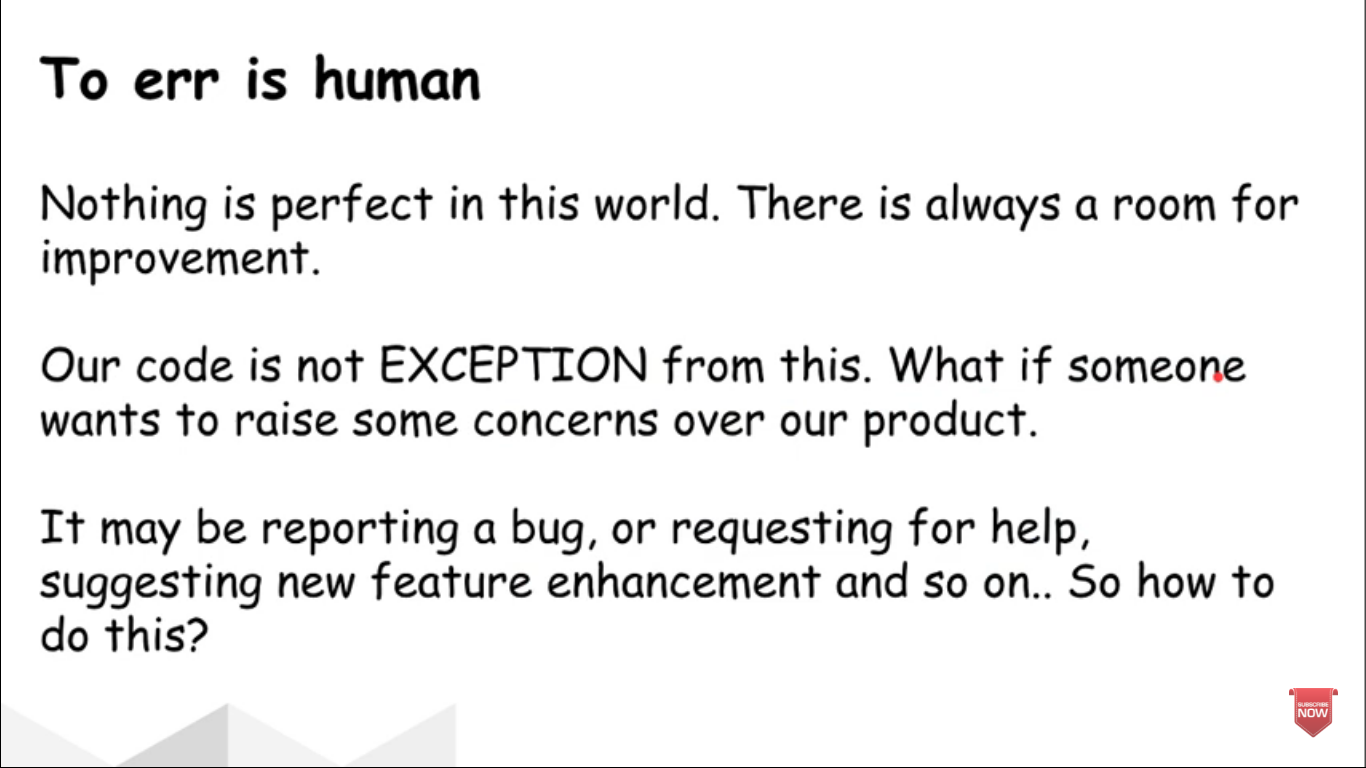 To err is human
Nothing is perfect in this world. There is always a room for
improvement.
Our code is not EXCEPTION from this. What if someone
wants to raise some concerns over our product.
It may be reporting a bug, or requesting for help,
suggesting new feature enhancement and so on.. So how to
do this?
SUBSCRIBE
NOW